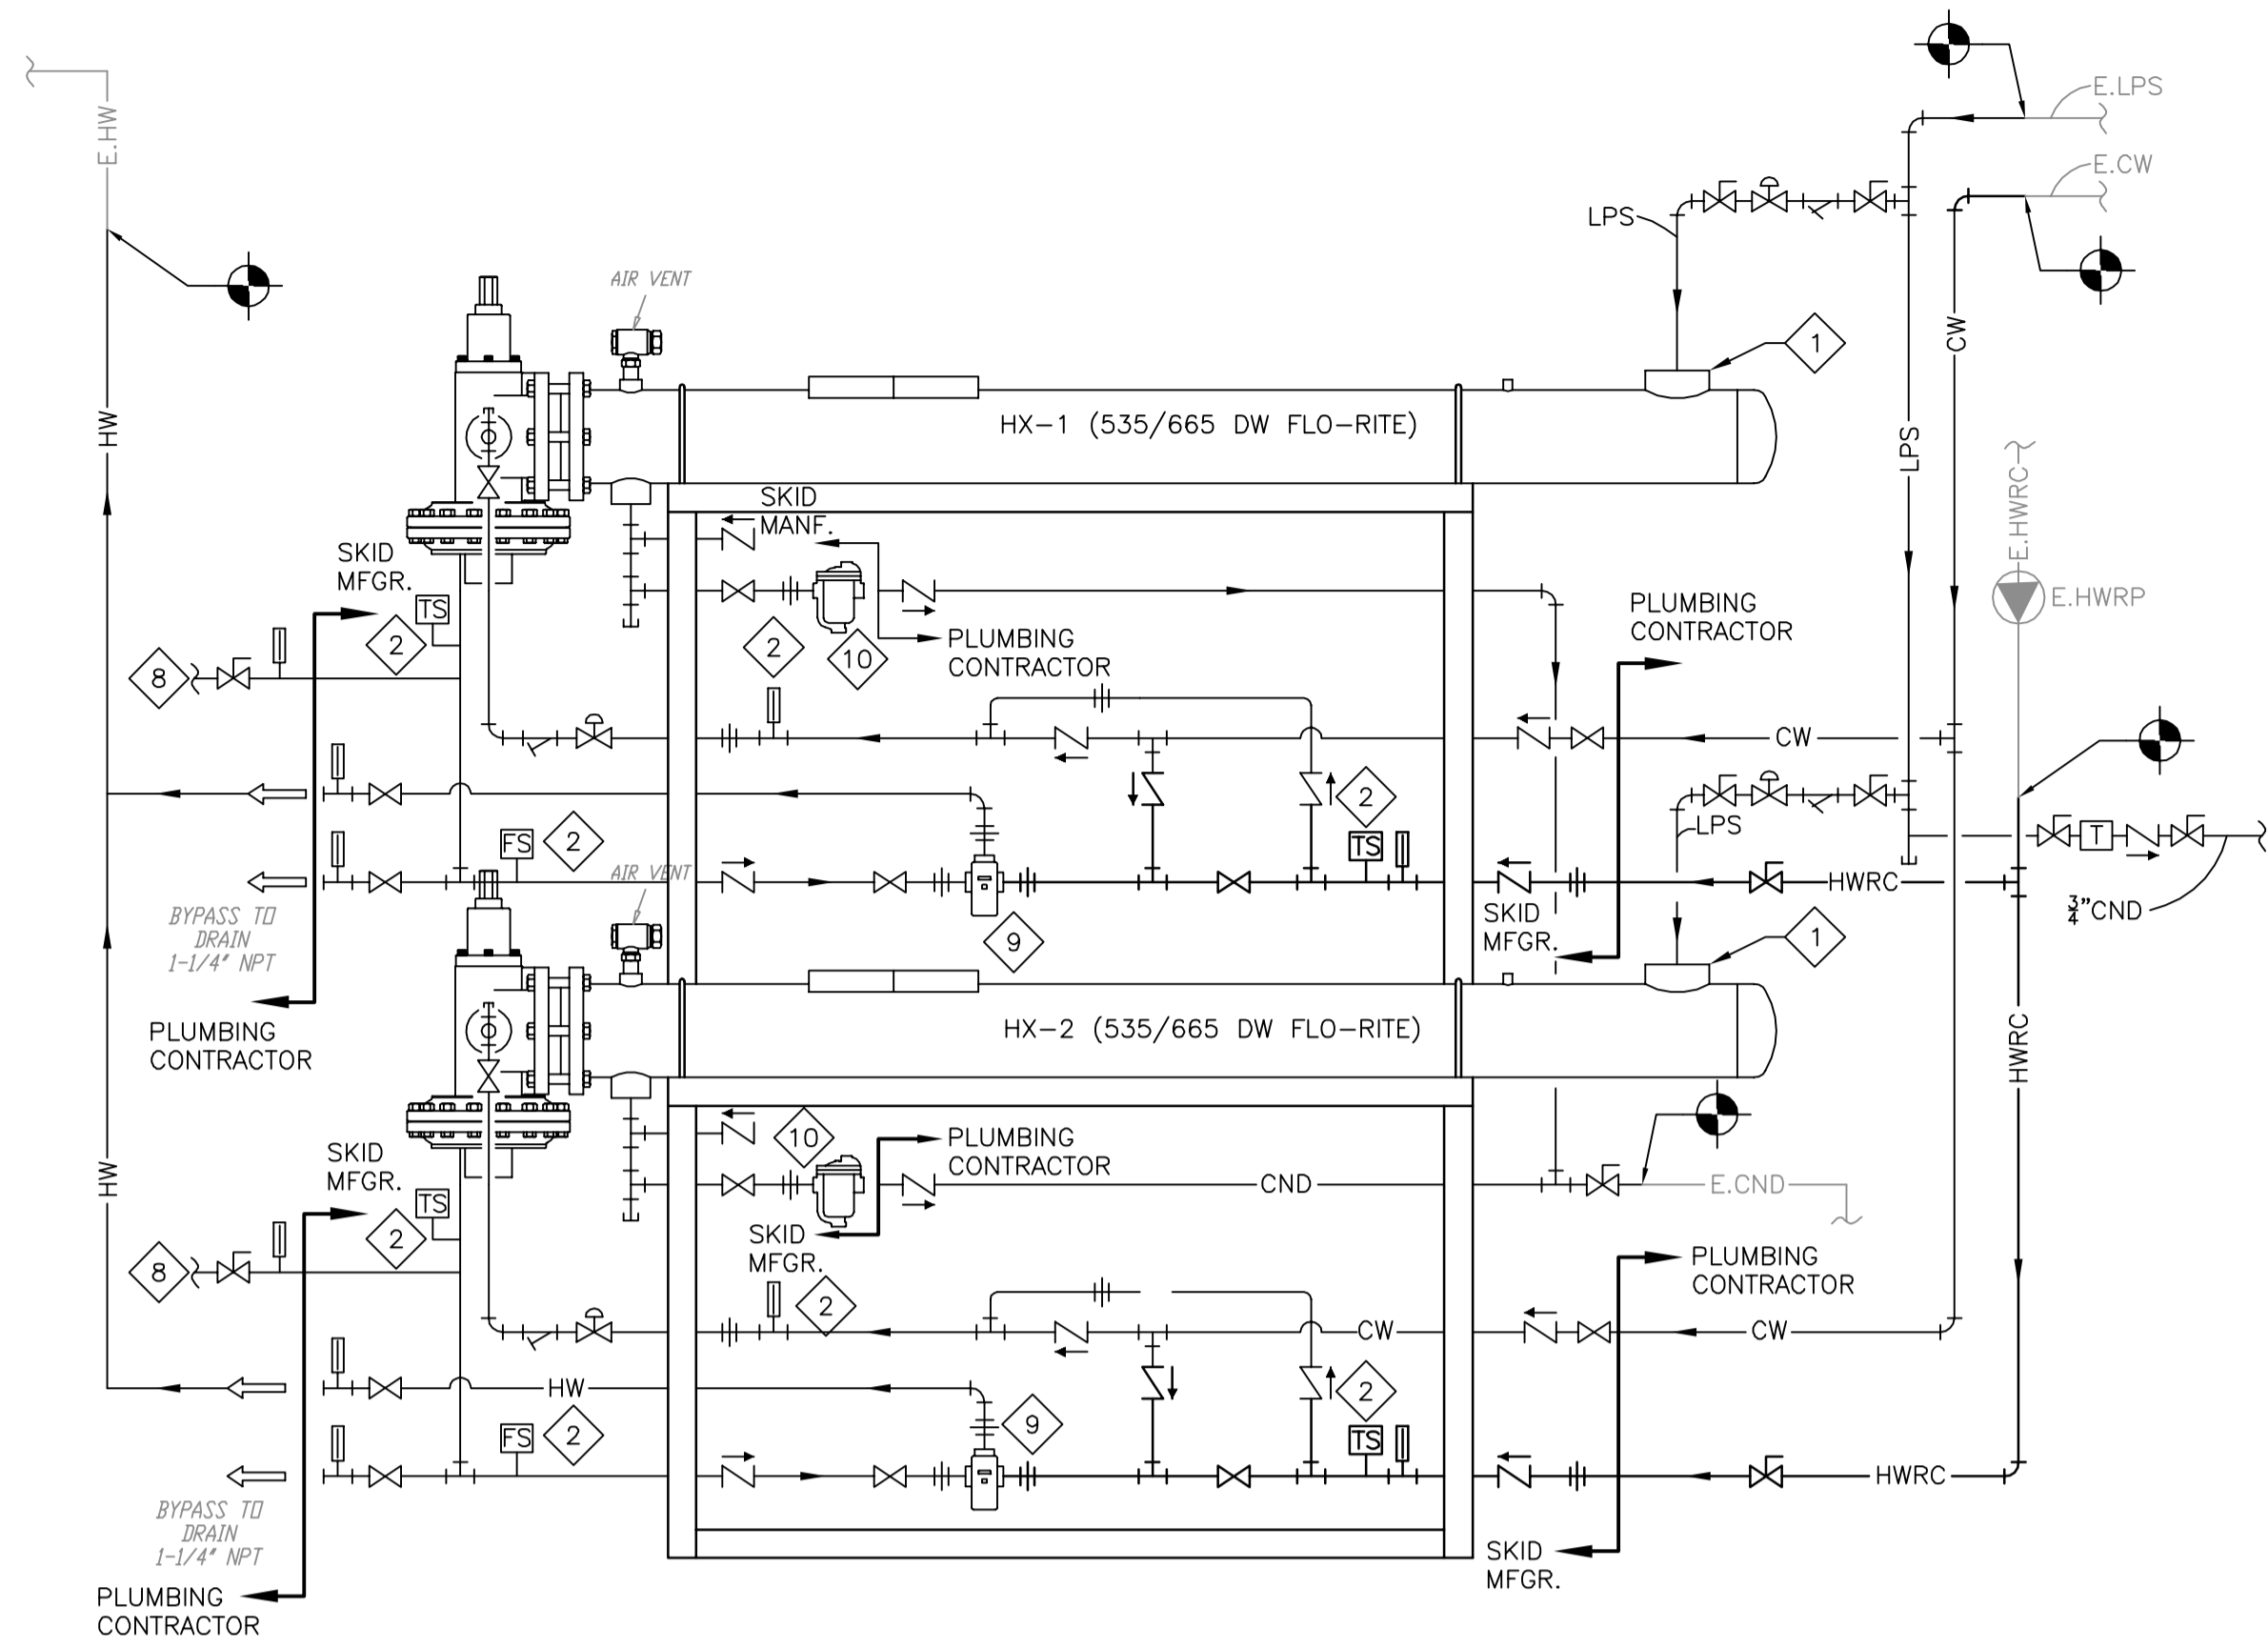 E.LPS
E.HW
E.CW
LPS
AIR VENT
CW
1
HW
HX-1 (535/665 DW FLO-RITE)
LPS
SKID
MANF.
E.HWRC
SKID
MFGR.
TS
2
2
10
PLUMBING
CONTRACTOR
PLUMBING
CONTRACTOR
E.HWRP
8
CW
2
LPS
T
FS
2
TS
AIR VENT
HWRC
3/4"CND
BYPASS TO
DRAIN
1-1/4" NPT
9
SKID
MFGR.
1
PLUMBING
CONTRACTOR
HX-2 (535/665 DW FLO-RITE)
HWRC
10
PLUMBING
CONTRACTOR
SKID
MFGR.
HW
TS
2
CND
E.CND
SKID
MFGR.
8
2
PLUMBING
CONTRACTOR
CW
CW
HW
2
FS
2
9
TS
HWRC
BYPASS TO
DRAIN
1-1/4" NPT
SKID
MFGR.
PLUMBING
CONTRACTOR